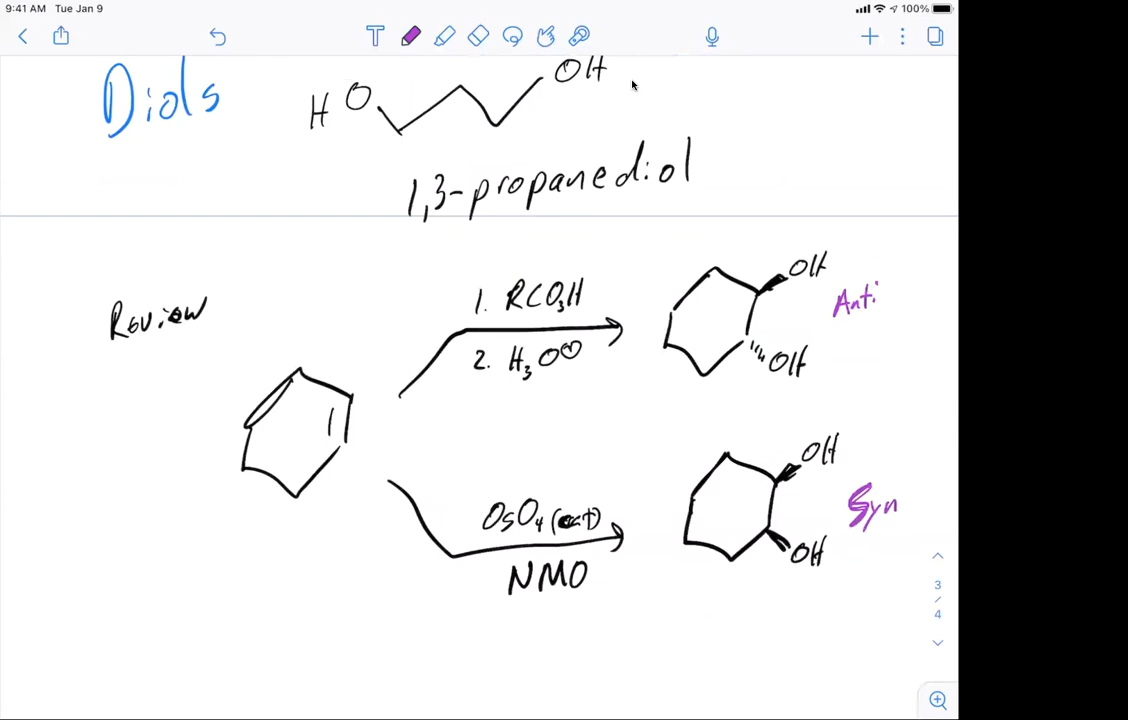 9:41 AM Tue Jan 9
100%
T
Diols
HO
OH
1,3-propanediol
Review
1. RCO3H
2. H3O⊕
OH
OH
Anti
OsO4 (cat)
NMO
OH
OH
Syn
3
/
4